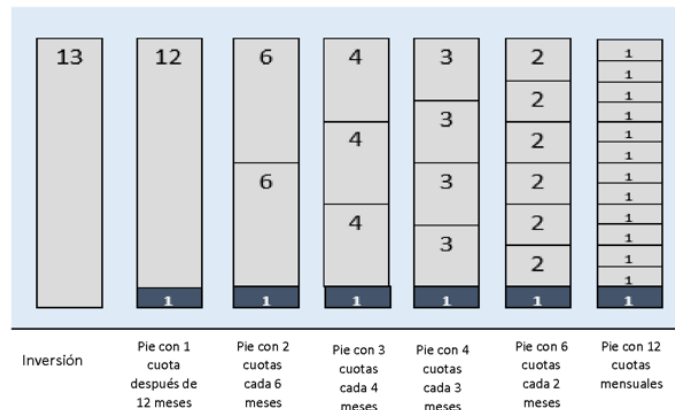 13
12
1
6
6
1
4
4
4
1
3
3
3
3
1
2
2
2
2
2
2
1
1
1
1
1
1
1
1
1
1
1
1
1
1
Inversión
Pie con 1
cuota
después de
12 meses
Pie con 2
cuotas
cada 6
meses
Pie con 3
cuotas
cada 4
meses
Pie con 4
cuotas
cada 3
meses
Pie con 6
cuotas
cada 2
meses
Pie con 12
cuotas
mensuales